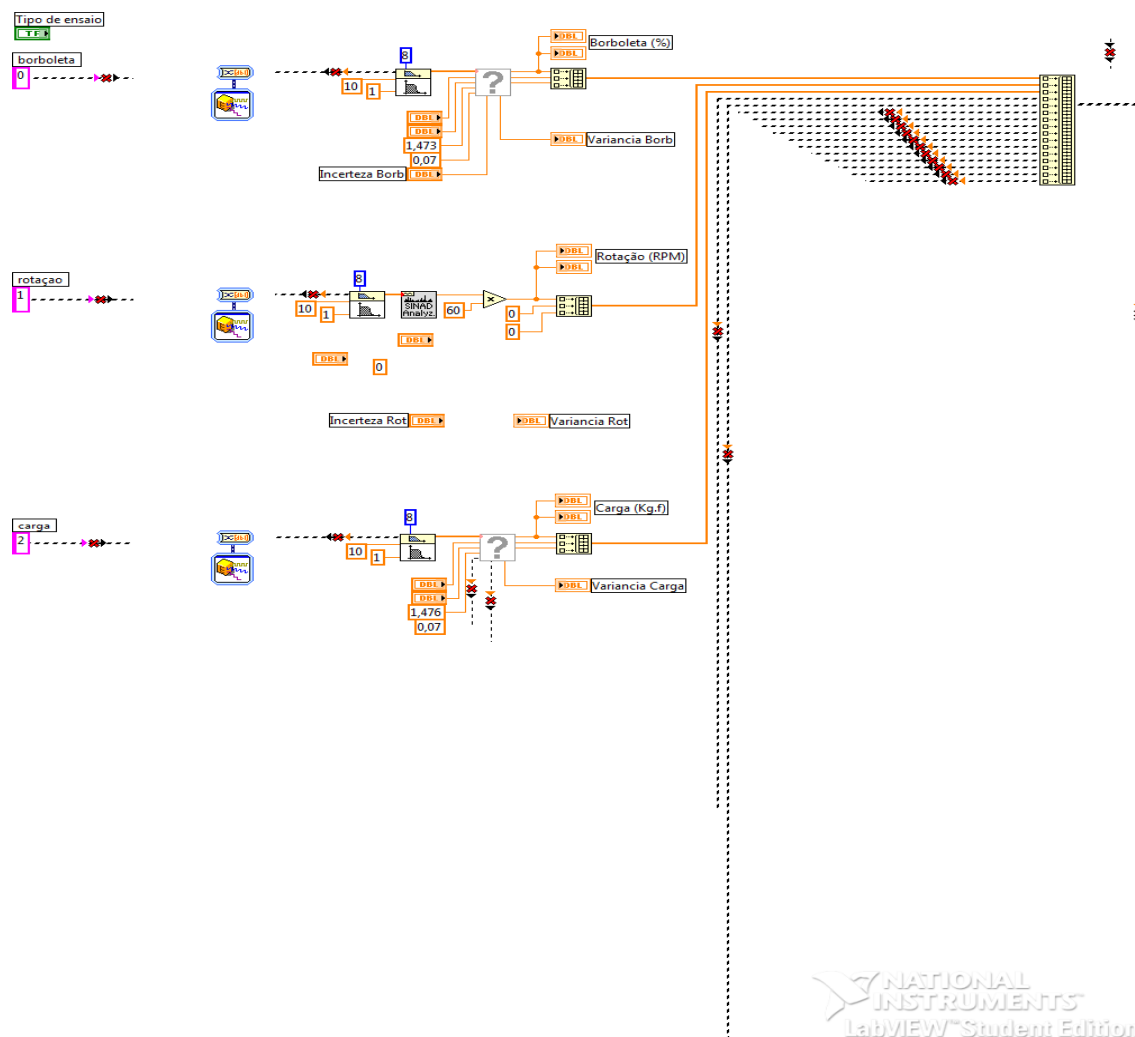 Tipo de ensaio
TF
borboleta
0
8
10
1
DBL
DBL
Borboleta (%)
?
DBL
DBL
1,473
0,07
Incerteza Borb
DBL
DBL
Variancia Borb
rotaçao
1
8
10
1
SINAD
Analyz.
60
x
DBL
DBL
Rotação (RPM)
0
0
DBL
DBL
0
Incerteza Rot
DBL
DBL
Variancia Rot
carga
2
8
10
1
?
DBL
DBL
Carga (Kg.f)
DBL
DBL
1,476
0,07
DBL
Variancia Carga
NATIONAL
INSTRUMENTS™
LabVIEW™ Student Edition